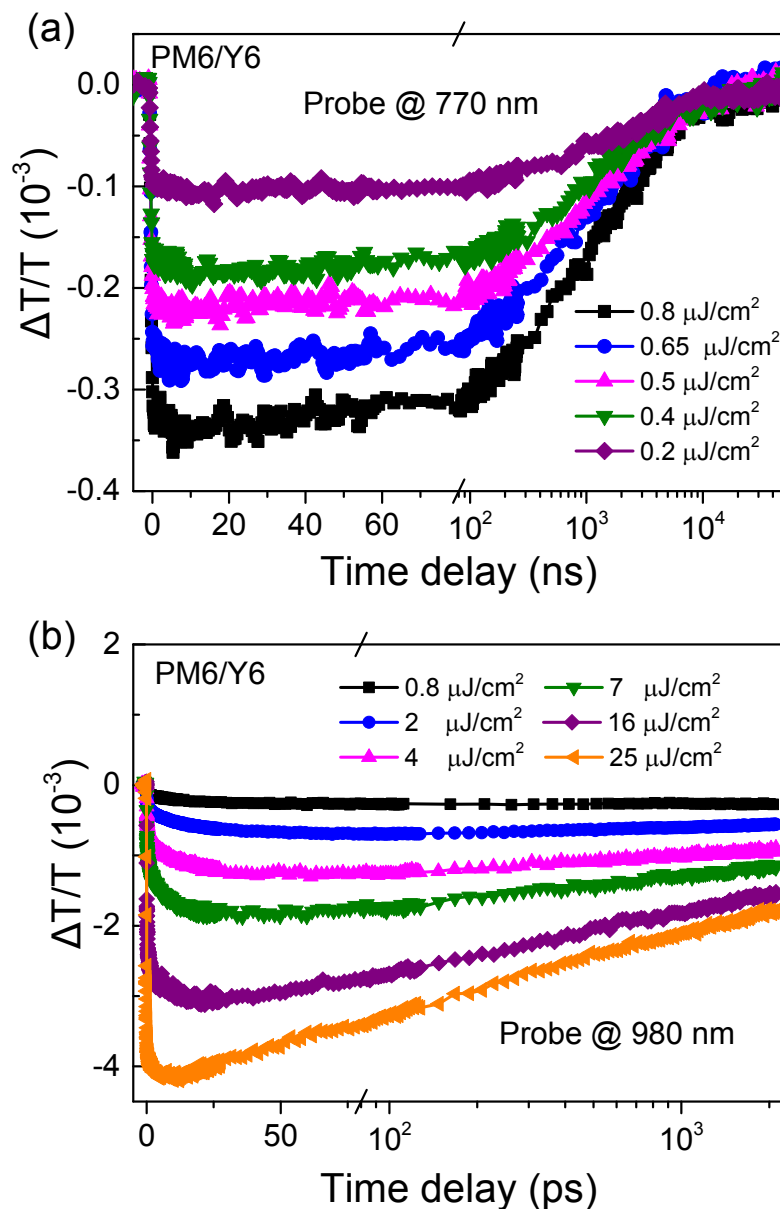 (a)
PM6/Y6
Probe @ 770 nm
0.0
-0.1
-0.2
-0.3
-0.4
ΔT/T (10⁻³)
0.8 μJ/cm²
0.65 μJ/cm²
0.5 μJ/cm²
0.4 μJ/cm²
0.2 μJ/cm²
0 20 40 60 10² 10³ 10⁴
Time delay (ns)
(b)
PM6/Y6
0.8 μJ/cm² 7 μJ/cm²
2 μJ/cm² 16 μJ/cm²
4 μJ/cm² 25 μJ/cm²
2
0
-2
-4
ΔT/T (10⁻³)
Probe @ 980 nm
0 50 10² 10³
Time delay (ps)